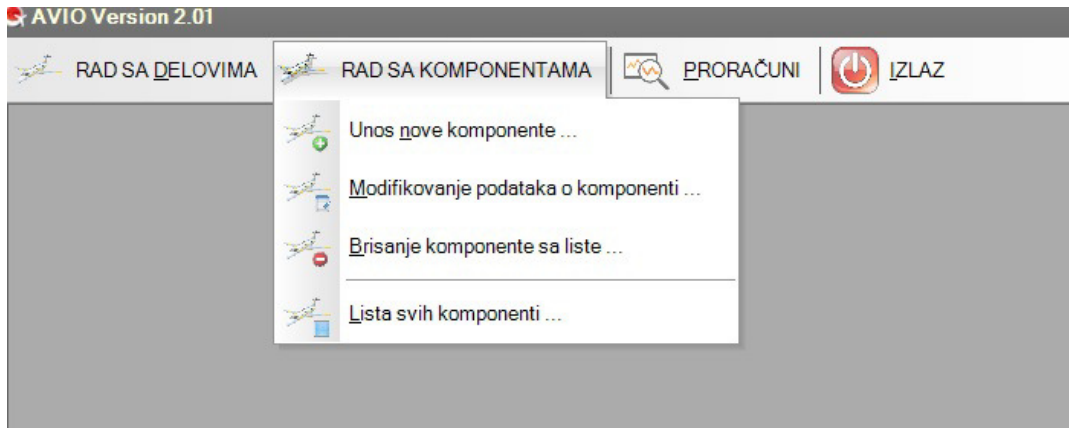 AVIO Version 2.01
RAD SA DELOVIMA RAD SA KOMPONENTAMA PRORAČUNI IZLAZ
Unos nove komponente ...
Modifikovanje podataka o komponenti ...
Brisanje komponente sa liste ...
Lista svih komponenti ...